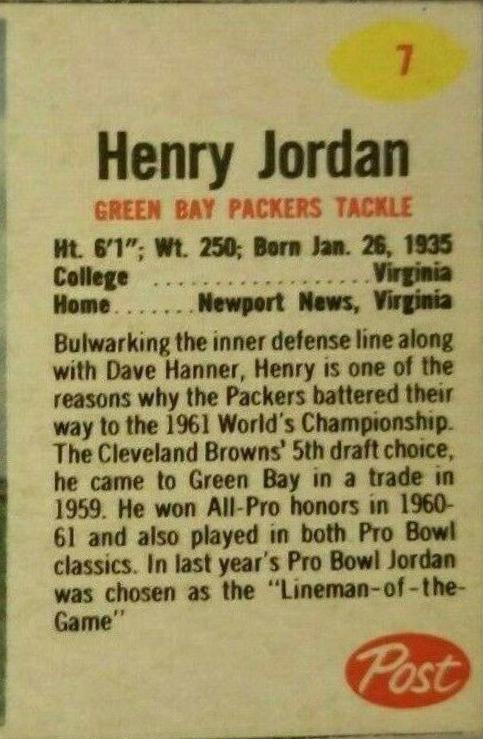 7
Henry Jordan
GREEN BAY PACKERS TACKLE
Ht. 6'1"; Wt. 250; Born Jan. 26, 1935
College ................... Virginia
Home....... Newport News, Virginia
Bulwarking the inner defense line along
with Dave Hanner, Henry is one of the
reasons why the Packers battered their
way to the 1961 World's Championship.
The Cleveland Browns' 5th draft choice,
he came to Green Bay in a trade in
1959. He won All-Pro honors in 1960-
61 and also played in both Pro Bowl
classics. In last year's Pro Bowl Jordan
was chosen as the "Lineman-of-the-
Game"
Post